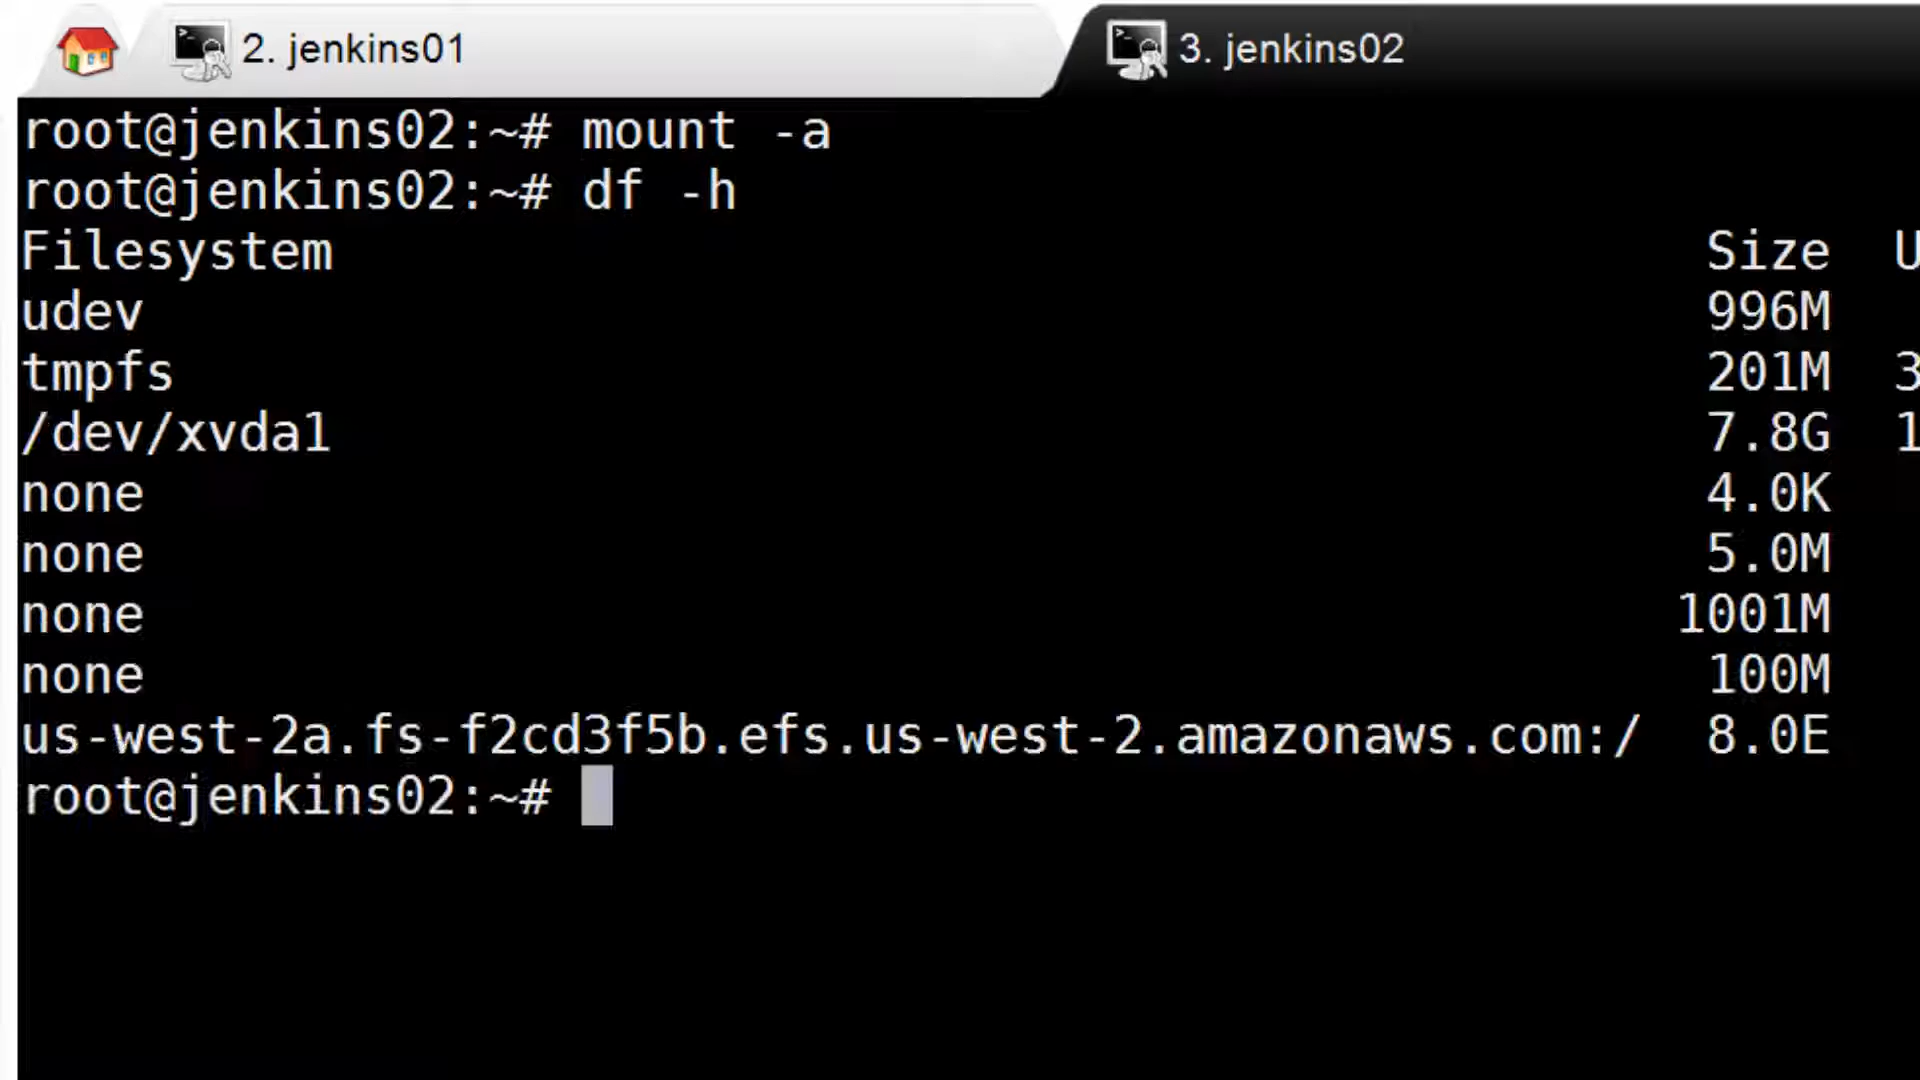 2. jenkins01
3. jenkins02
root@jenkins02:~# mount -a
root@jenkins02:~# df -h
Filesystem Size U
udev 996M
tmpfs 201M 3
/dev/xvda1 7.8G 1
none 4.0K
none 5.0M
none 1001M
none 100M
us-west-2a.fs-f2cd3f5b.efs.us-west-2.amazonaws.com:/ 8.0E
root@jenkins02:~#